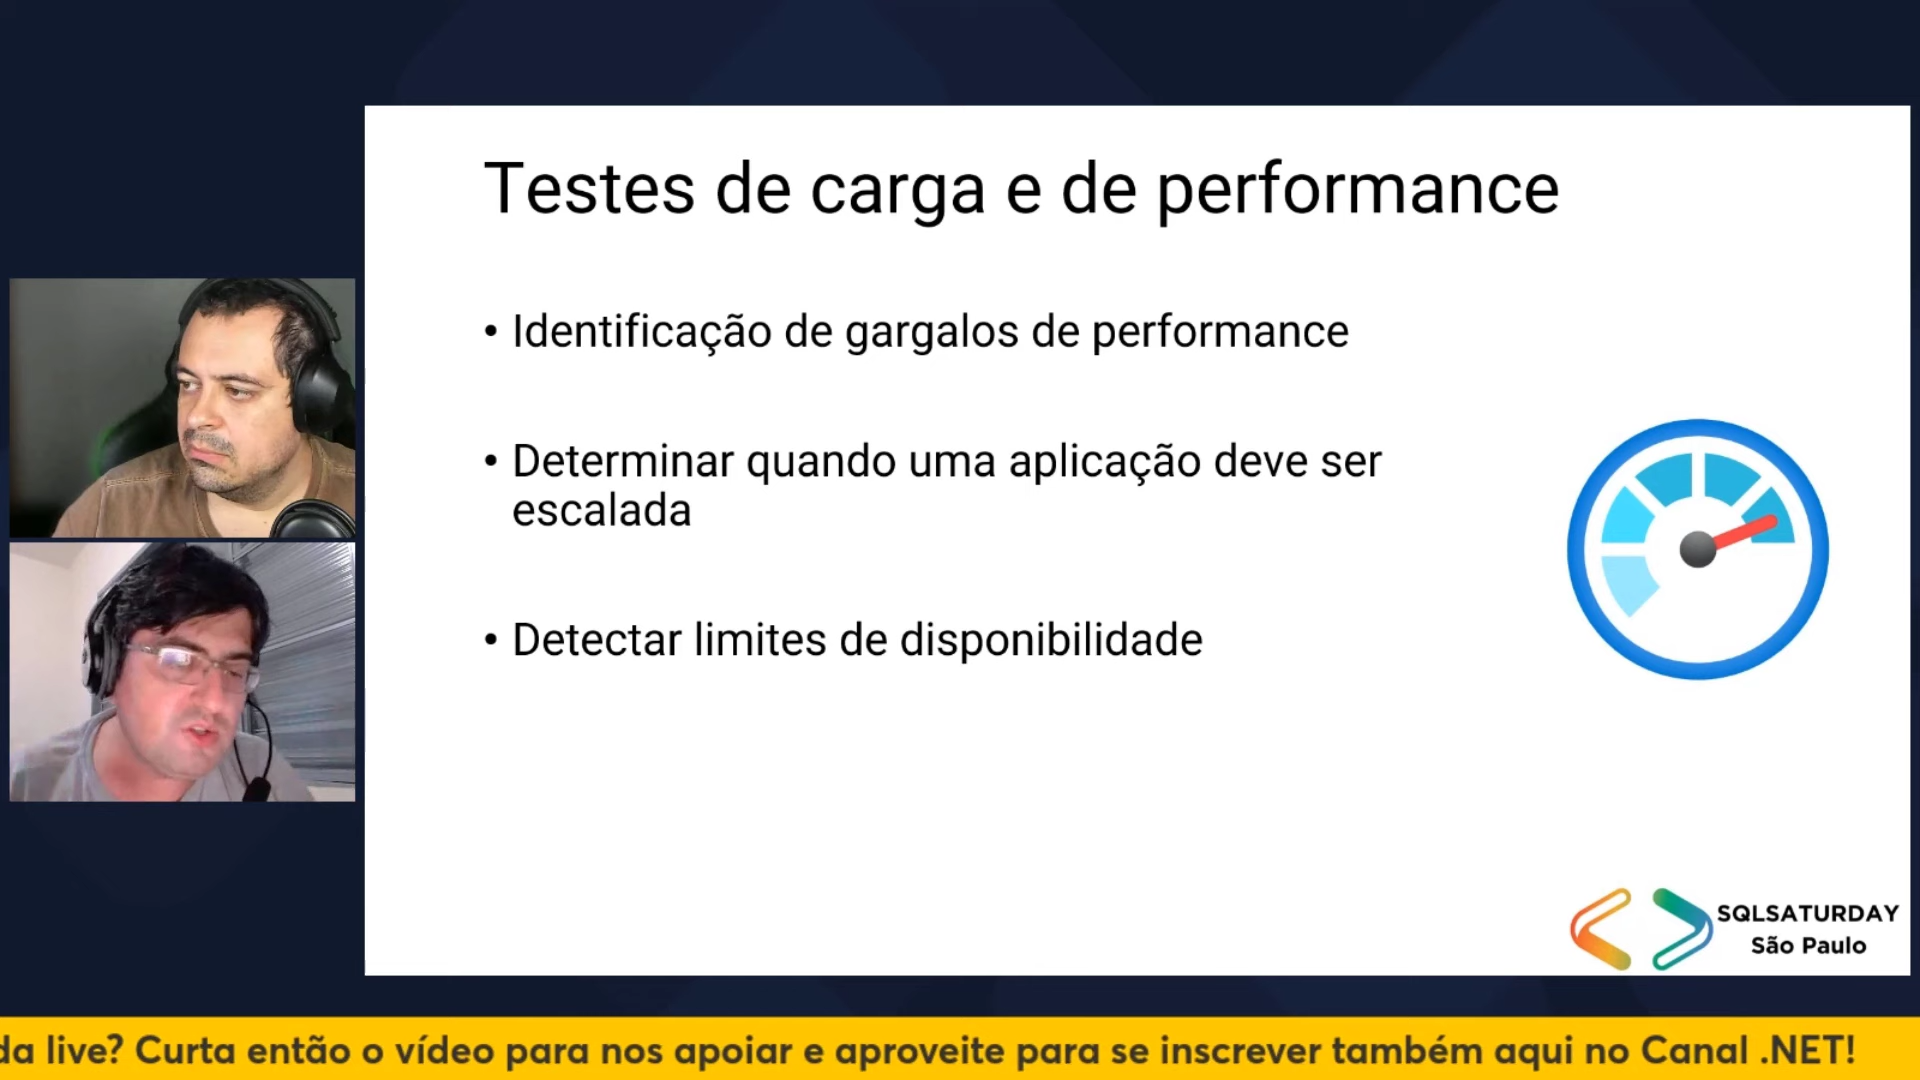 Testes de carga e de performance
• Identificação de gargalos de performance
• Determinar quando uma aplicação deve ser
escalada
• Detectar limites de disponibilidade
SQLSATURDAY
São Paulo
da live? Curta então o vídeo para nos apoiar e aproveite para se inscrever também aqui no Canal .NET!